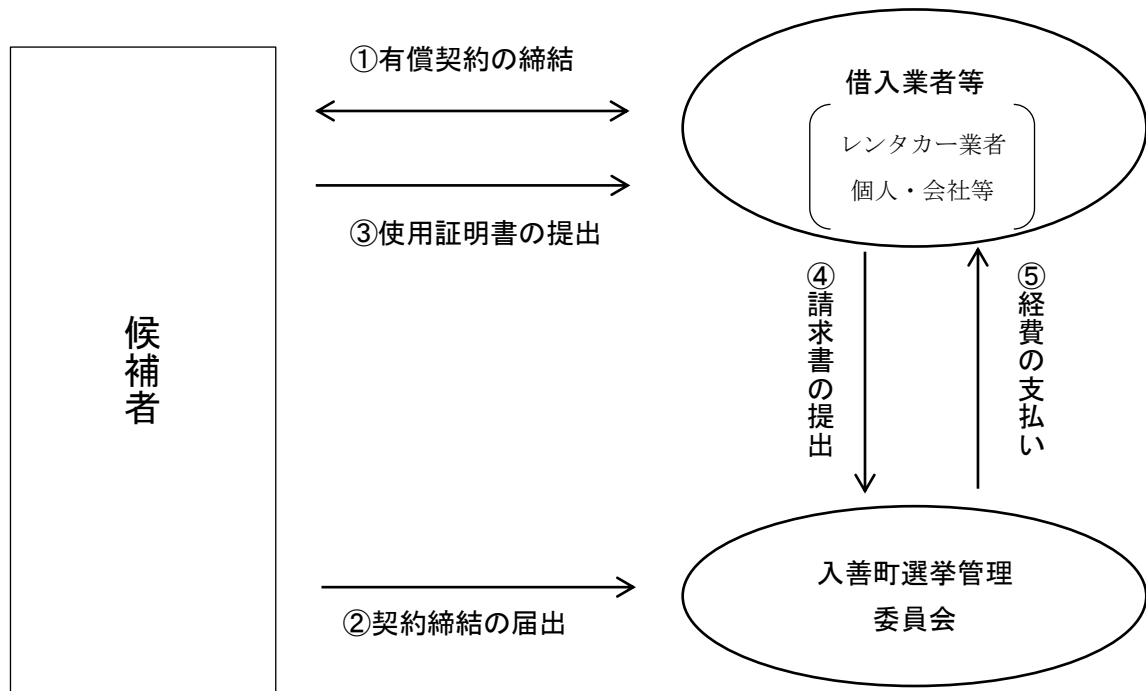 ①有償契約の締結
借入業者等
レンタカー業者
個人・会社等
③使用証明書の提出
候補者
④請求書の提出
⑤経費の支払い
入善町選挙管理
委員会
②契約締結の届出